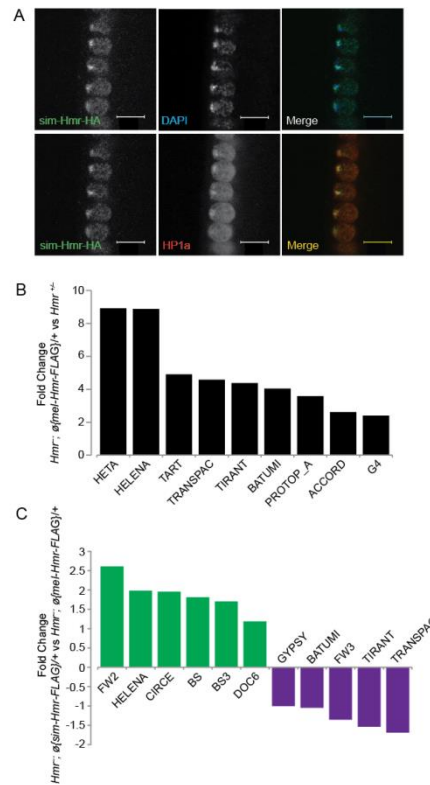 A
sim-Hmr-HA
DAPI
Merge
sim-Hmr-HA
HP1a
Merge
B
Fold Change
Hmr⁻; ø{mel-Hmr-FLAG}/+ vs Hmr⁺ᐟ⁻
10
8
6
4
2
0
HETA
HELENA
TART
TRANSPAC
TIRANT
BATUMI
PROTOP_A
ACCORD
G4
C
Fold Change
Hmr⁻; ø{sim-Hmr-FLAG}/+ vs Hmr⁻; ø{mel-Hmr-FLAG}/+
3
2.5
2
1.5
1
0.5
0
-0.5
-1
-1.5
-2
FW2
HELENA
CIRCE
BS
BS3
DOC6
GYPSY
BATUMI
FW3
TIRANT
TRANSPAC